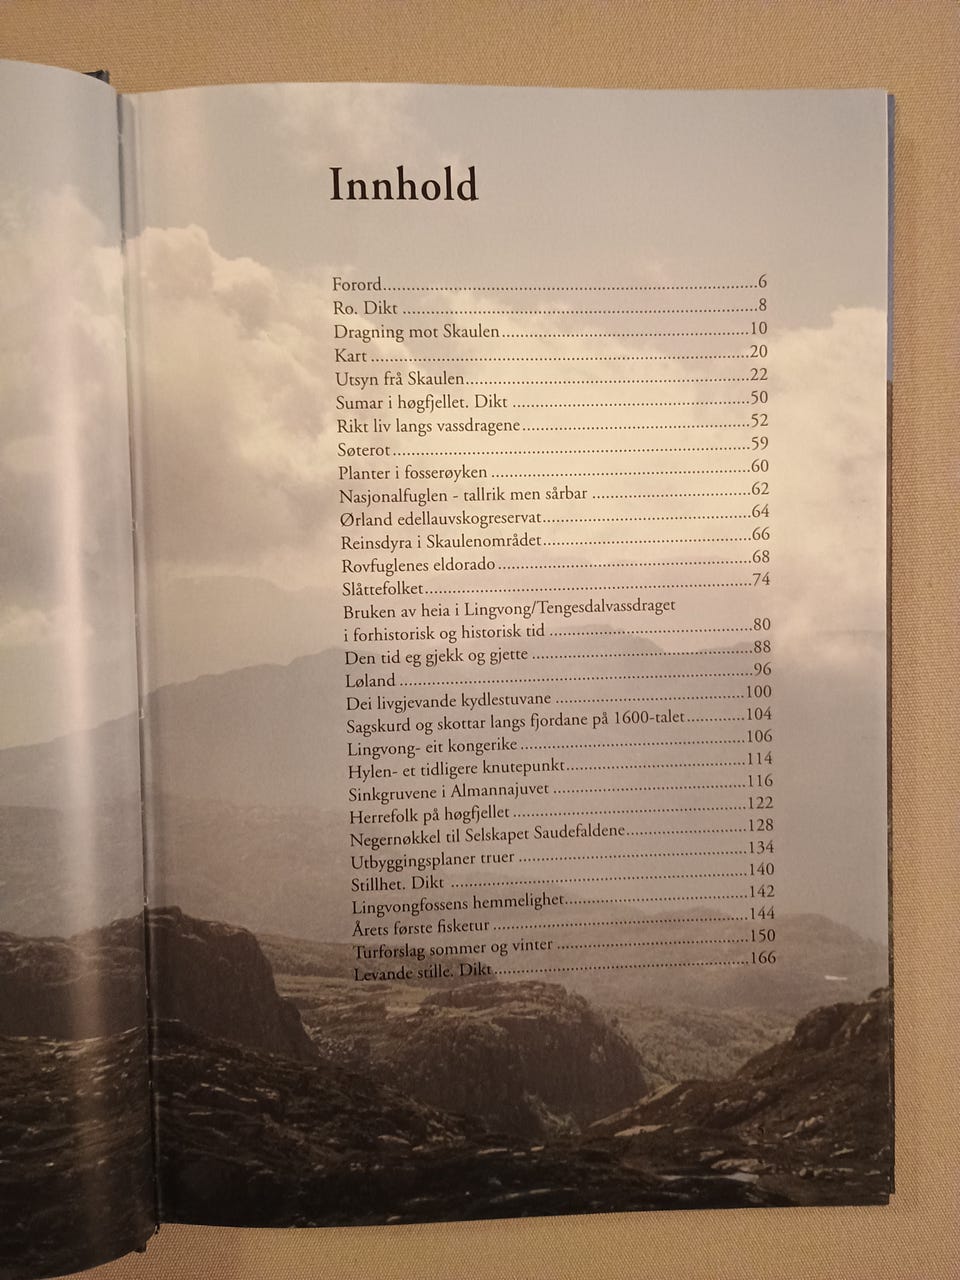 Innhold
Forord...............................................................................6
Ro. Dikt ...........................................................................8
Dragning mot Skaulen....................................................10
Kart ................................................................................20
Utsyn frå Skaulen............................................................22
Sumar i høgfjellet. Dikt ..................................................50
Rikt liv langs vassdragene................................................52
Søterot............................................................................59
Planter i fosserøyken .......................................................60
Nasjonalfuglen - tallrik men sårbar .................................62
Ørland edellauvskogreservat............................................64
Reinsdyra i Skaulenområdet............................................66
Rovfuglenes eldorado ......................................................68
Slåttefolket......................................................................74
Bruken av heia i Lingvong/Tengesdalvassdraget
i forhistorisk og historisk tid ...........................................80
Den tid eg gjekk og gjette ...............................................88
Løland ............................................................................96
Dei livgjevande kydlestuvane ........................................100
Sagskurd og skottar langs fjordane på 1600-talet............104
Lingvong- eit kongerike ................................................106
Hylen- et tidligere knutepunkt......................................114
Sinkgruvene i Almannajuvet .........................................116
Herrefolk på høgfjellet ..................................................122
Negernøkkel til Selskapet Saudefaldene.........................128
Utbyggingsplaner truer .................................................134
Stillhet. Dikt ................................................................140
Lingvongfossens hemmelighet.......................................142
Årets første fisketur .......................................................144
Turforslag sommer og vinter .........................................150
Levande stille. Dikt.......................................................166
5